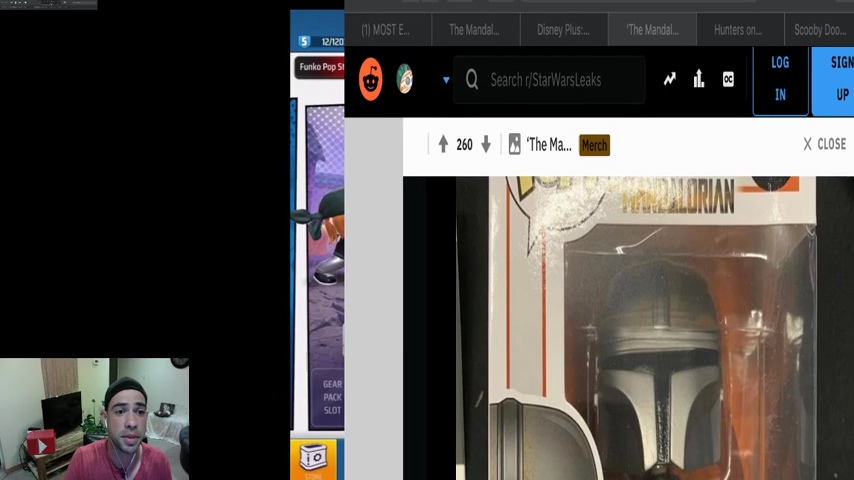 (1) MOST E...
The Mandal...
Disney Plus:...
'The Mandal...
Hunters on...
Scooby Doo...
5
12/120
Search r/StarWarsLeaks
LOG
IN
SIGN
UP
Funko Pop St
260
'The Ma...
Merch
CLOSE
MANDALORIAN
GEAR
PACK
SLOT